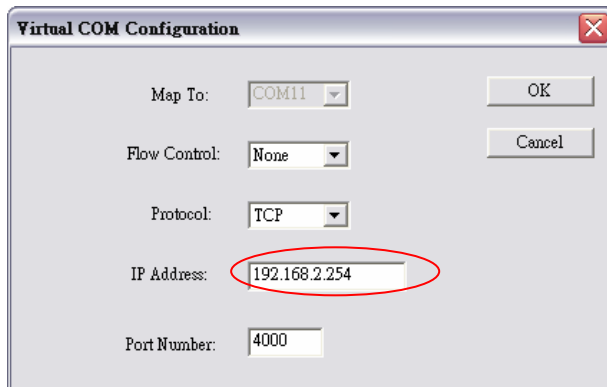 Virtual COM Configuration
Map To: COM11
OK
Flow Control: None
Cancel
Protocol: TCP
IP Address: 192.168.2.254
Port Number: 4000